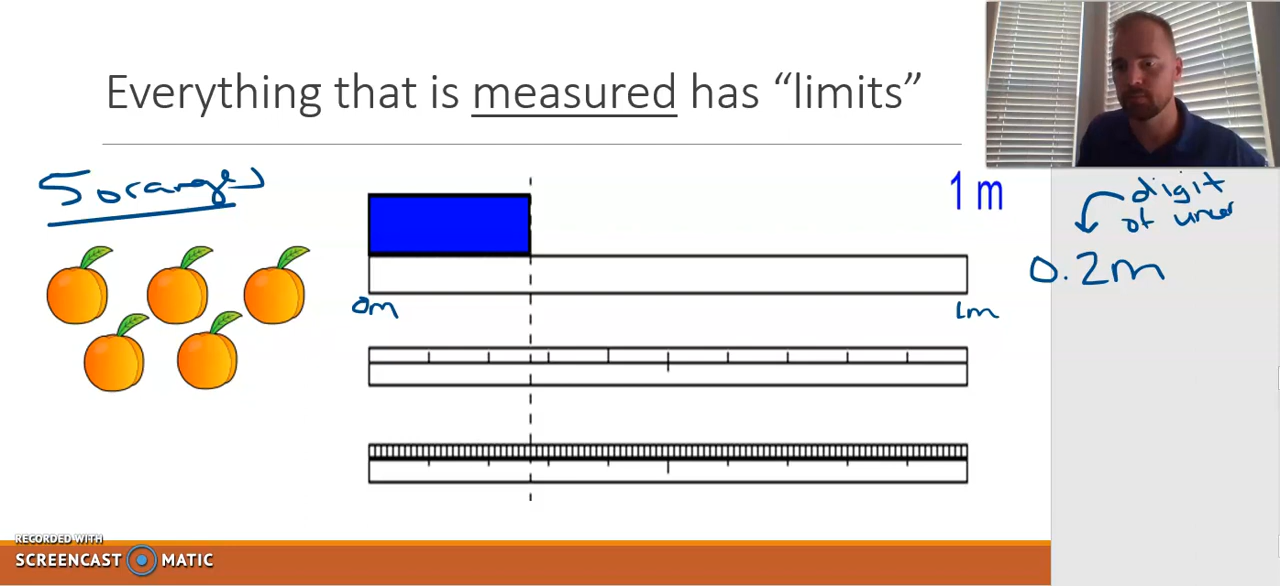 Everything that is measured has “limits”
5 oranges
1 m
digit
of uncer
0.2m
0m
1m
RECORDED WITH
SCREENCAST MATIC